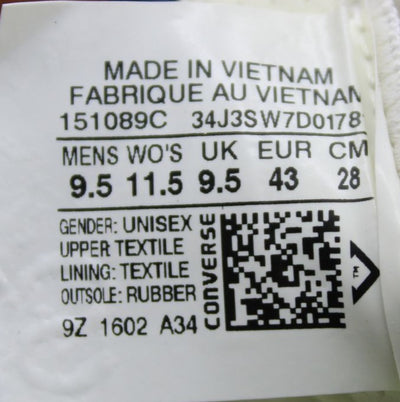 MADE IN VIETNAM
FABRIQUE AU VIETNAM
151089C 34J3SW7D0178
MENS WO'S UK EUR CM
9.5 11.5 9.5 43 28
GENDER: UNISEX
UPPER TEXTILE
LINING: TEXTILE
OUTSOLE: RUBBER
9Z 1602 A34
CONVERSE
TM